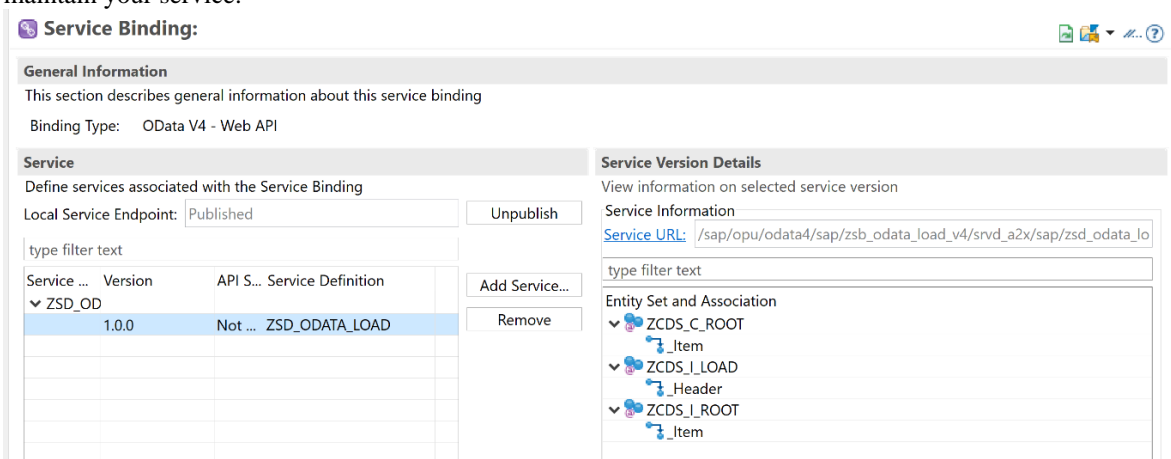 maintain your service.
Service Binding:
General Information
This section describes general information about this service binding
Binding Type: OData V4 - Web API
Service
Define services associated with the Service Binding
Local Service Endpoint: Published Unpublish
type filter text
Service ... Version API S... Service Definition Add Service...
ZSD_OD
1.0.0 Not ... ZSD_ODATA_LOAD Remove
Service Version Details
View information on selected service version
Service Information
Service URL: /sap/opu/odata4/sap/zsb_odata_load_v4/srvd_a2x/sap/zsd_odata_lo
type filter text
Entity Set and Association
ZCDS_C_ROOT
_Item
ZCDS_I_LOAD
_Header
ZCDS_I_ROOT
_Item